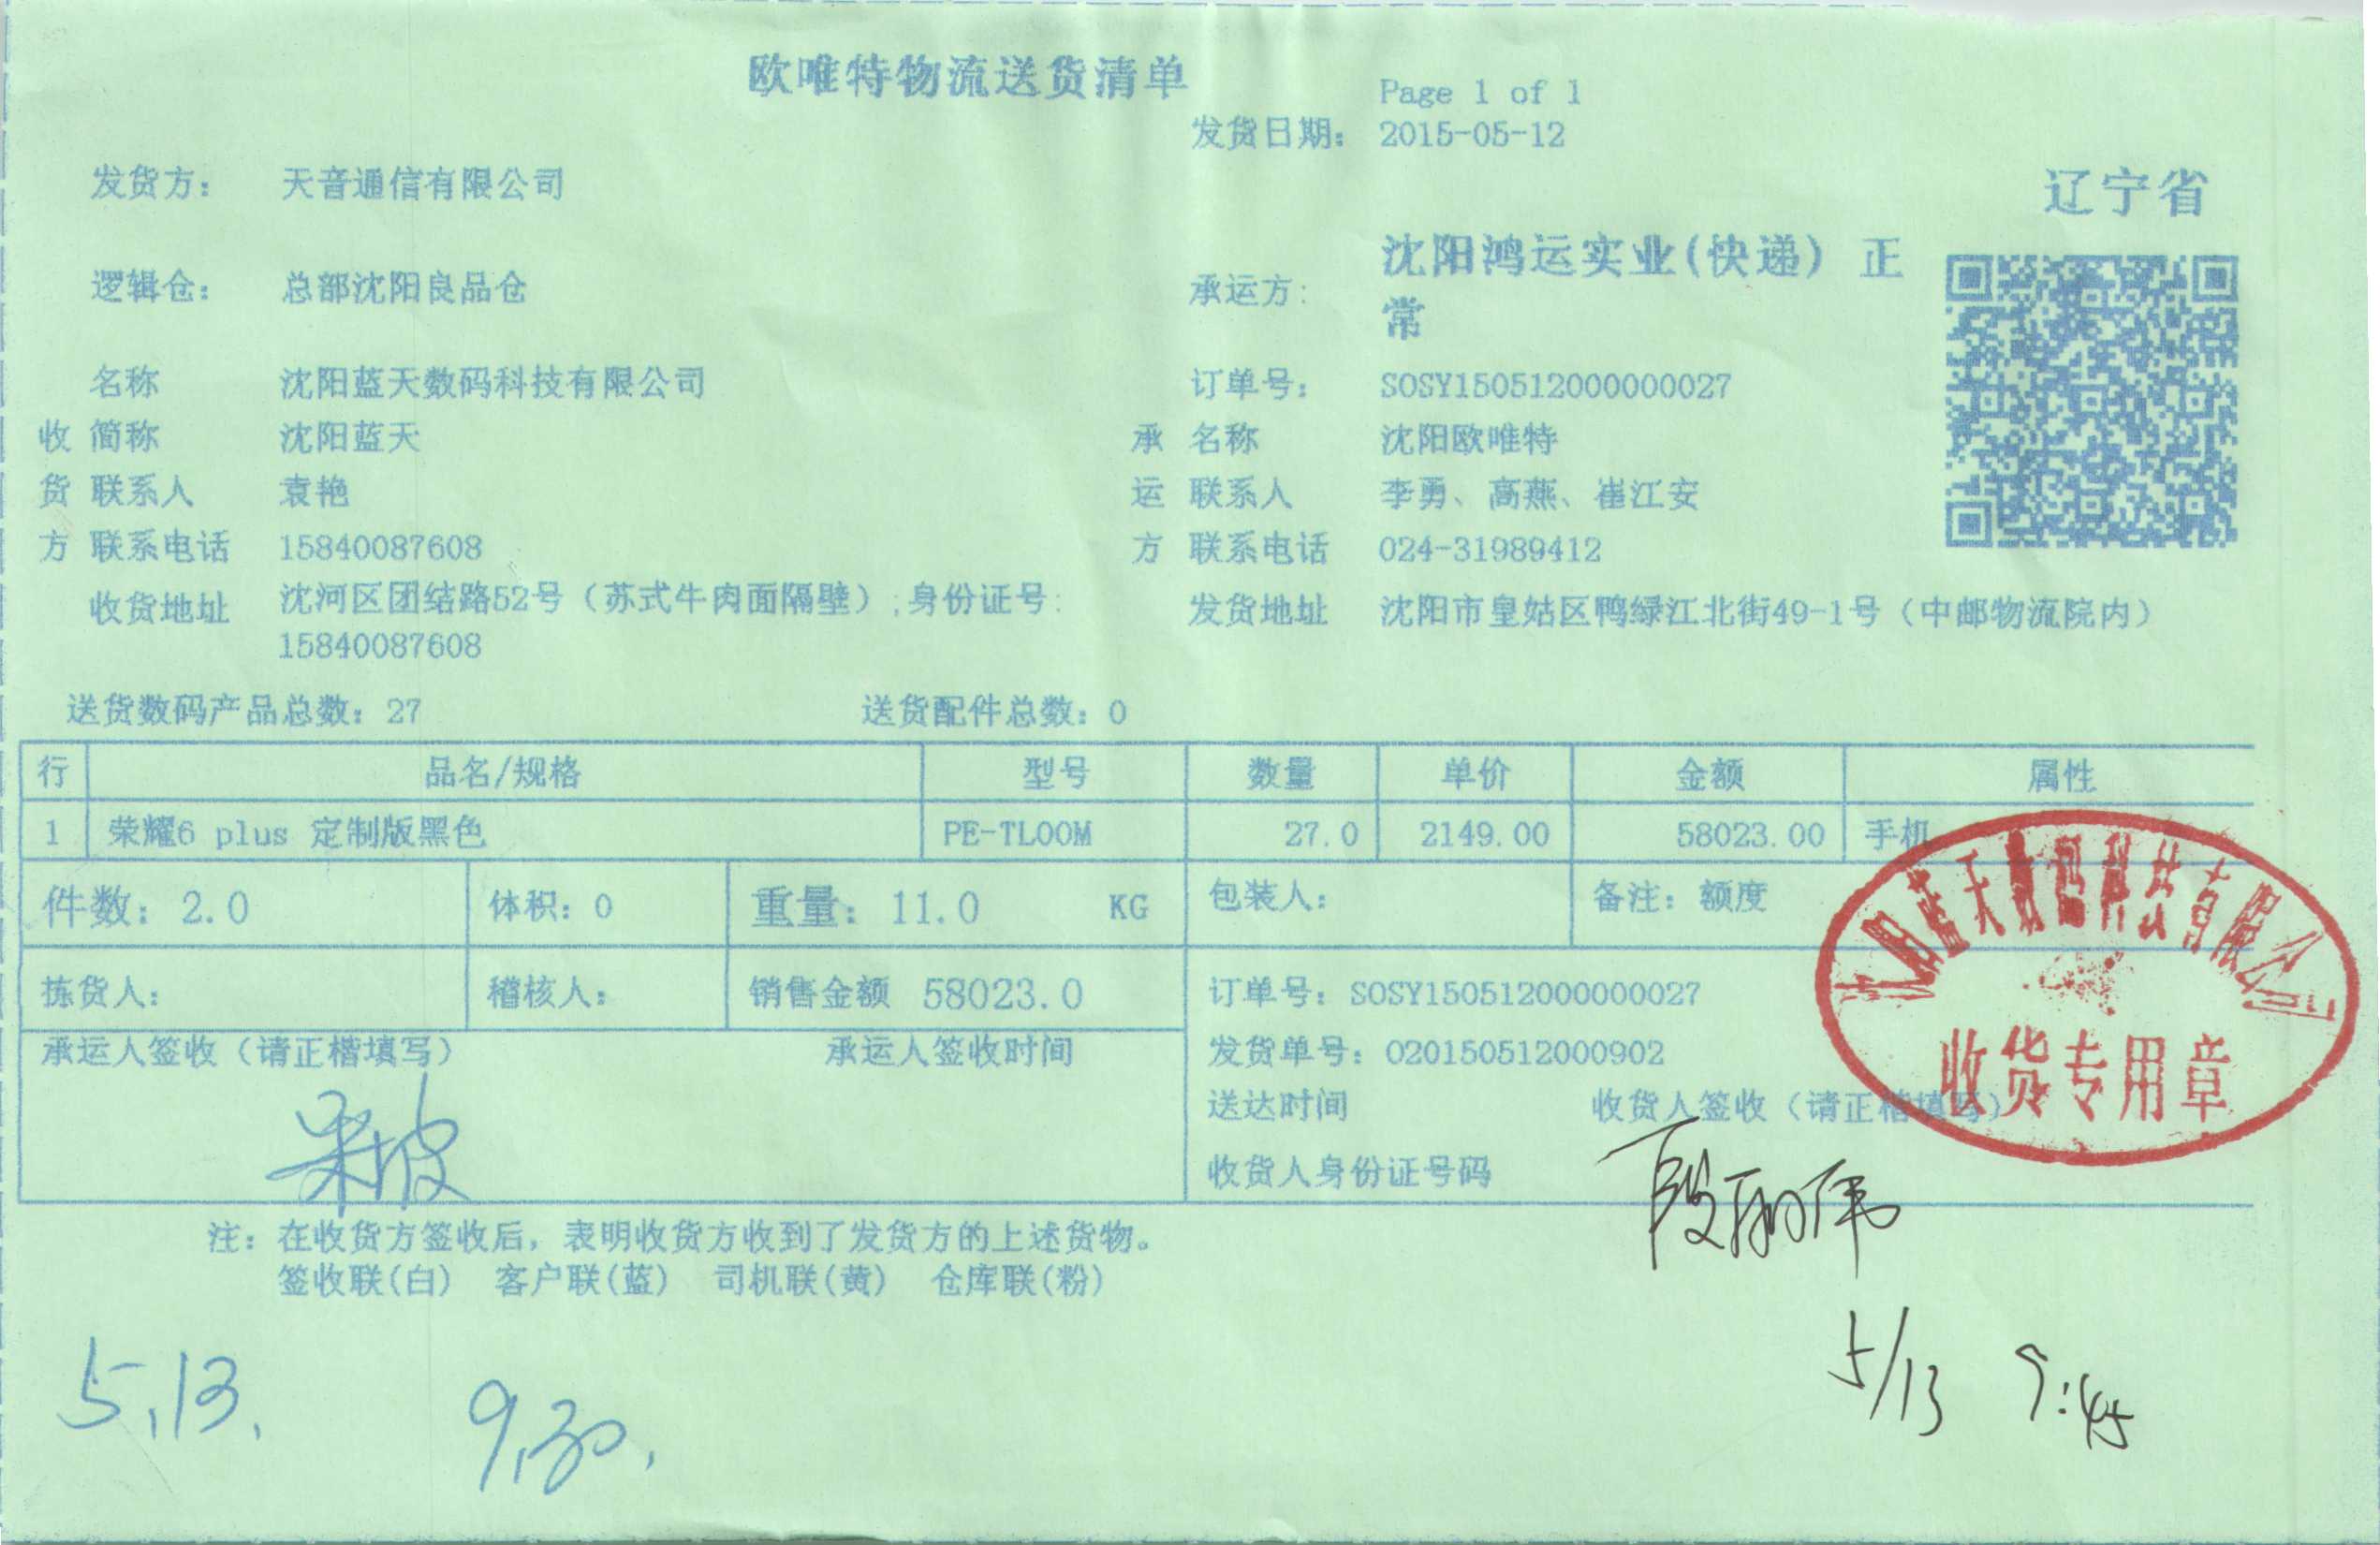 欧唯特物流送货清单
Page 1 of 1
发货日期: 2015-05-12
发货方: 天音通信有限公司
辽宁省
逻辑仓: 总部沈阳良品仓
承运方: 沈阳鸿运实业(快递) 正
常
名称 沈阳蓝天数码科技有限公司
订单号: SOSY150512000000027
收 简称 沈阳蓝天
承 名称 沈阳欧唯特
货 联系人 袁艳
运 联系人 李勇、高燕、崔江安
方 联系电话 15840087608
方 联系电话 024-31989412
收货地址 沈河区团结路52号（苏式牛肉面隔壁）;身份证号:
15840087608
发货地址 沈阳市皇姑区鸭绿江北街49-1号（中邮物流院内）
送货数码产品总数: 27 送货配件总数: 0
行 品名/规格 型号 数量 单价 金额 属性
1 荣耀6 plus 定制版黑色 PE-TL00M 27.0 2149.00 58023.00 手机
件数: 2.0 体积: 0 重量: 11.0 KG 包装人: 备注: 额度
拣货人: 稽核人: 销售金额 58023.0
订单号: SOSY150512000000027
承运人签收（请正楷填写） 承运人签收时间
发货单号: 020150512000902
送达时间 收货人签收（请正楷填写）
收货人身份证号码
沈阳蓝天数码科技有限公司
收货专用章
注: 在收货方签收后，表明收货方收到了发货方的上述货物。
签收联(白) 客户联(蓝) 司机联(黄) 仓库联(粉)
5.13.
9.30.
5/13 9:45